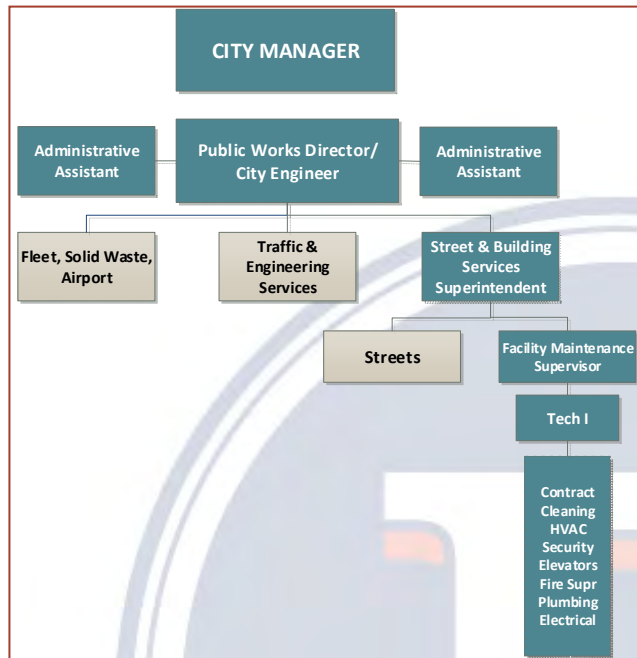 CITY MANAGER
Administrative
Assistant
Public Works Director/
City Engineer
Administrative
Assistant
Fleet, Solid Waste,
Airport
Traffic &
Engineering
Services
Street & Building
Services
Superintendent
Streets
Facility Maintenance
Supervisor
Tech I
Contract
Cleaning
HVAC
Security
Elevators
Fire Supr
Plumbing
Electrical